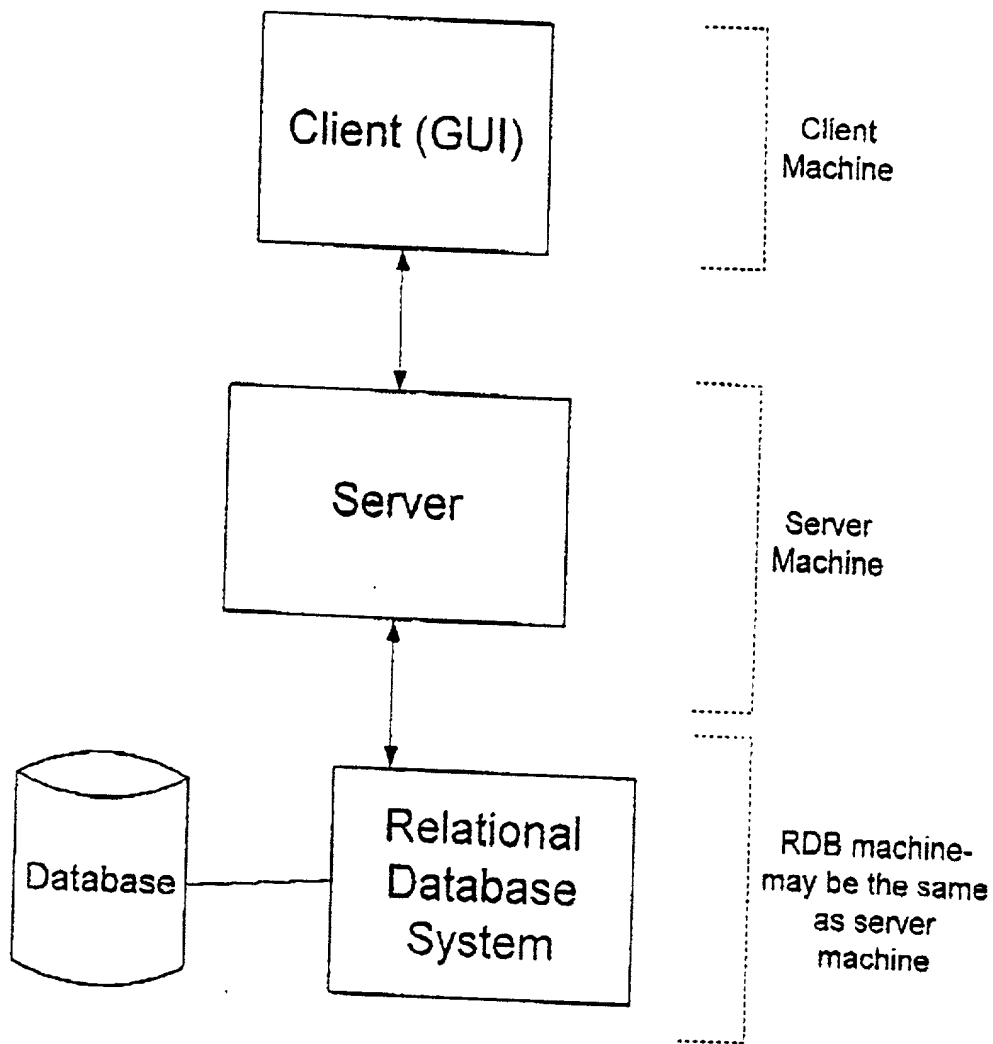 Client (GUI)
Client
Machine
Server
Server
Machine
Database
Relational
Database
System
RDB machine-
may be the same
as server
machine